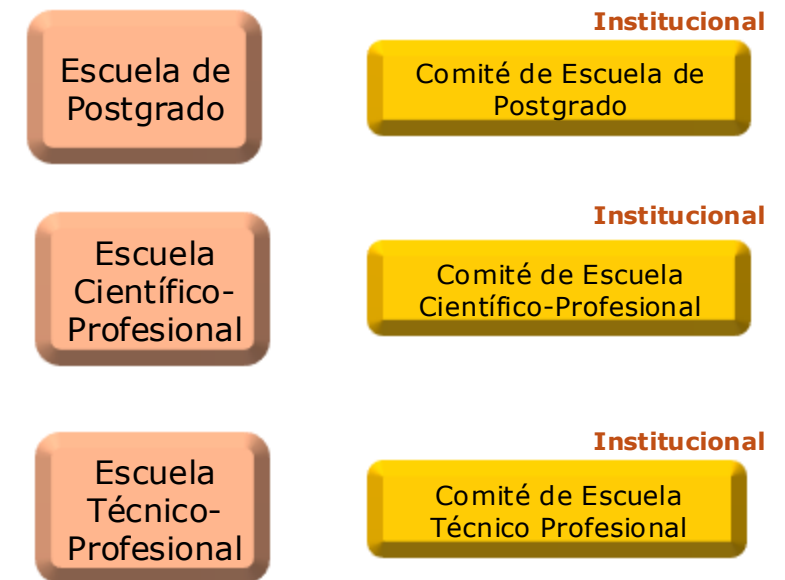 Institucional
Escuela de
Postgrado
Comité de Escuela de
Postgrado
Institucional
Escuela
Científico-
Profesional
Comité de Escuela
Científico-Profesional
Institucional
Escuela
Técnico-
Profesional
Comité de Escuela
Técnico Profesional